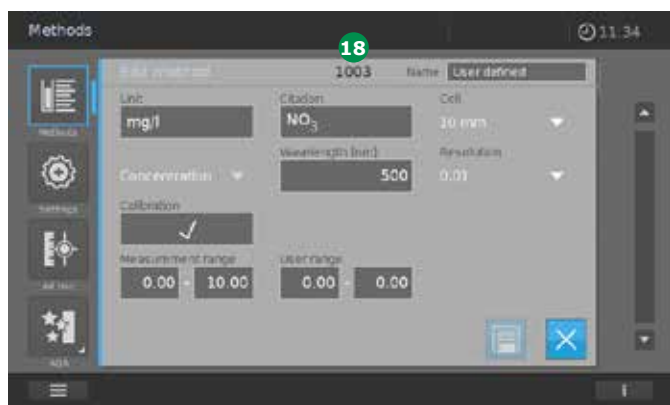 Methods 11:34
18
Edit method 1003 Name User defined
Unit Citation Cell
mg/l NO3 10 mm
Wavelength [nm] Resolution
Concentration 500 0.01
Calibration
Measurement range User range
0.00 - 10.00 0.00 - 0.00
Methods
Settings
AQA
i